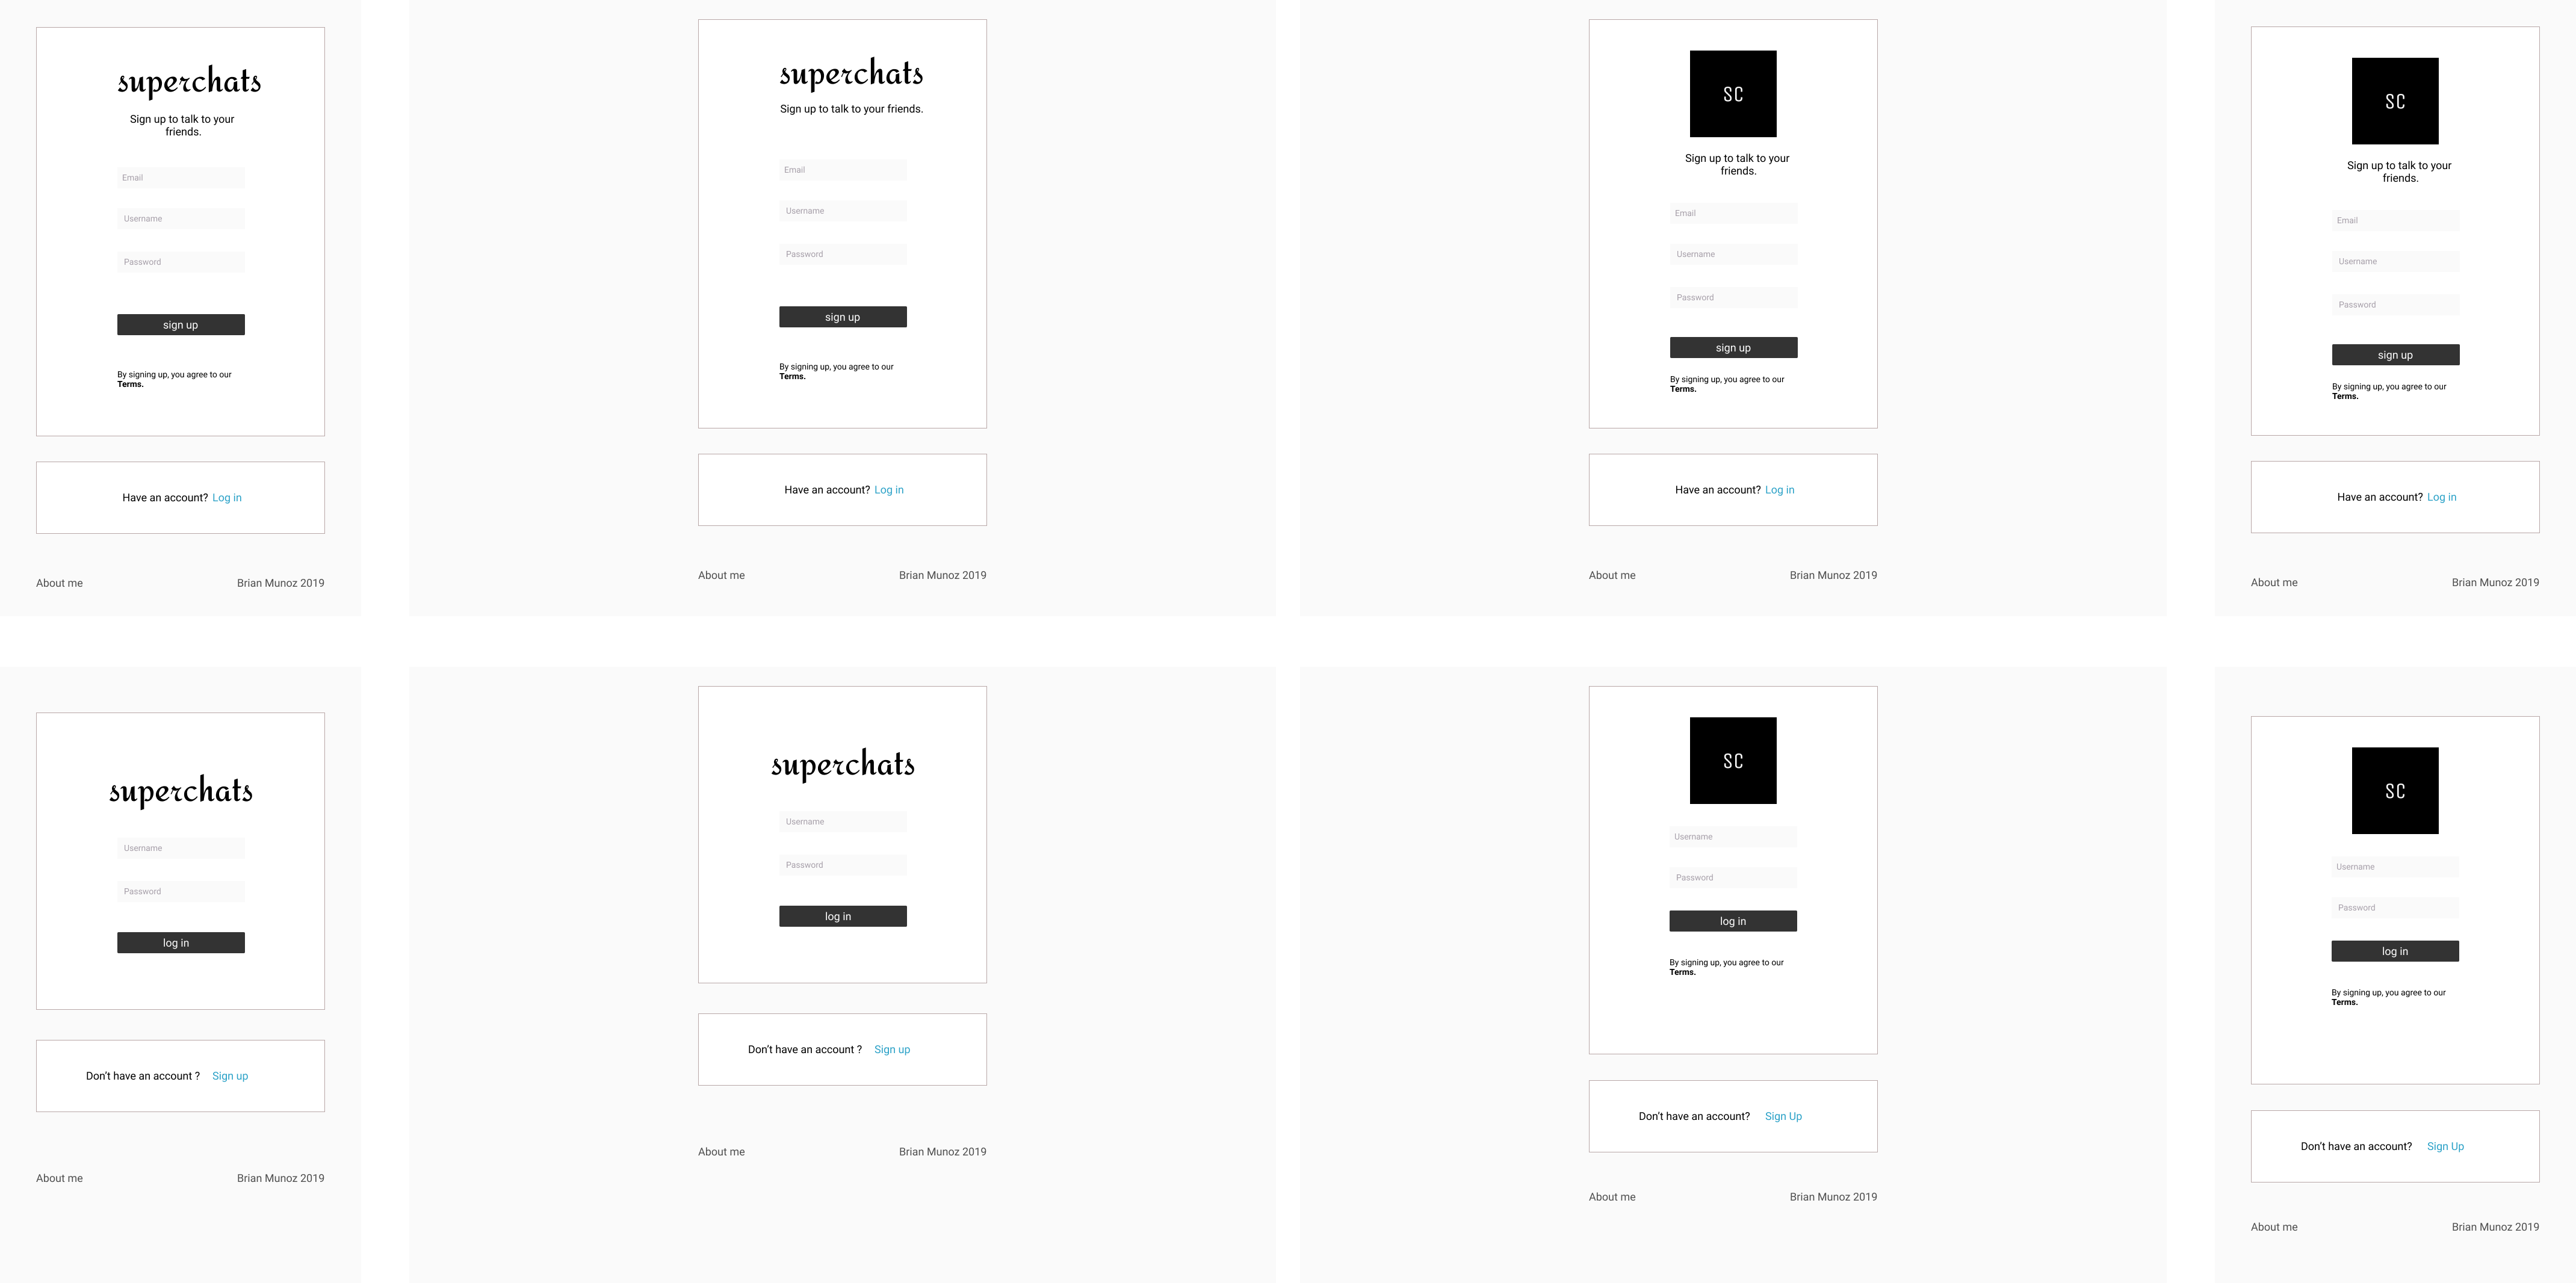 superchats
Sign up to talk to your
friends.
Email
Username
Password
sign up
By signing up, you agree to our
Terms.
Have an account? Log in
About me
Brian Munoz 2019
superchats
Sign up to talk to your friends.
Email
Username
Password
sign up
By signing up, you agree to our
Terms.
Have an account? Log in
About me
Brian Munoz 2019
SC
Sign up to talk to your
friends.
Email
Username
Password
sign up
By signing up, you agree to our
Terms.
Have an account? Log in
About me
Brian Munoz 2019
SC
Sign up to talk to your
friends.
Email
Username
Password
sign up
By signing up, you agree to our
Terms.
Have an account? Log in
About me
Brian Munoz 2019
superchats
Username
Password
log in
Don't have an account ? Sign up
About me
Brian Munoz 2019
superchats
Username
Password
log in
Don't have an account ? Sign up
About me
Brian Munoz 2019
SC
Username
Password
log in
By signing up, you agree to our
Terms.
Don't have an account? Sign Up
About me
Brian Munoz 2019
SC
Username
Password
log in
By signing up, you agree to our
Terms.
Don't have an account? Sign Up
About me
Brian Munoz 2019